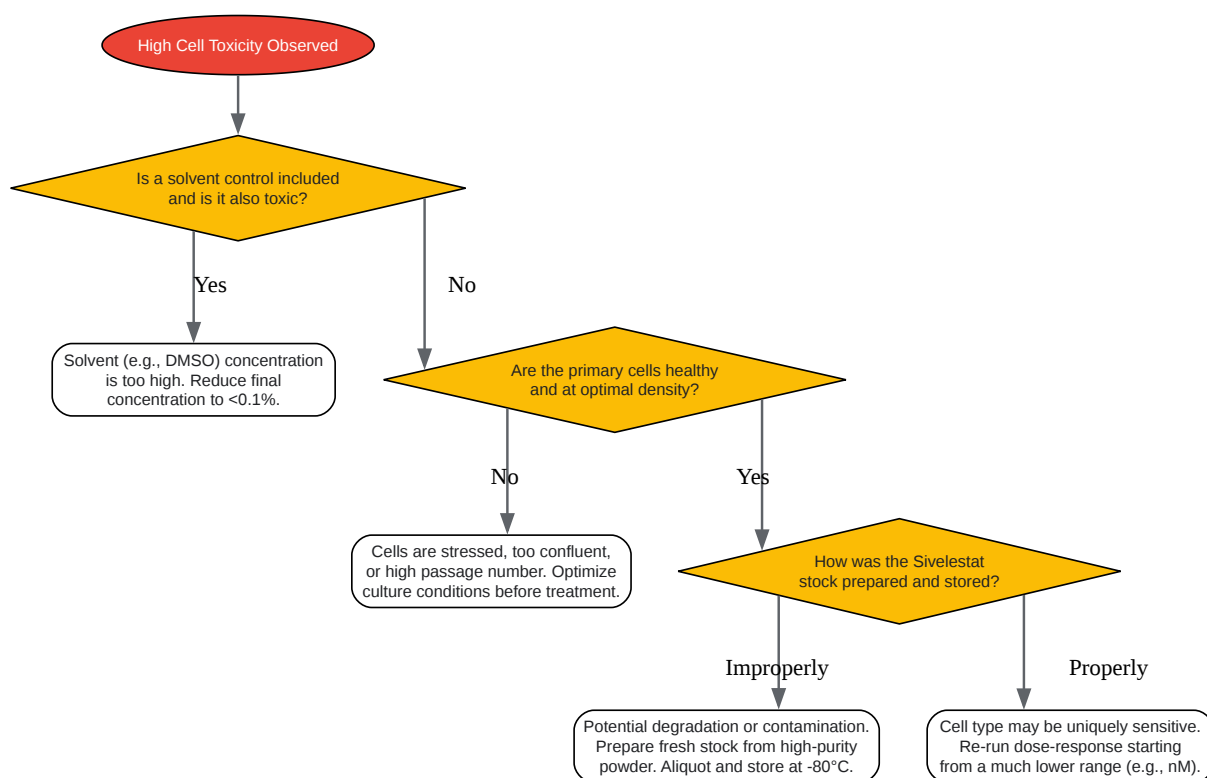 High Cell Toxicity Observed
Is a solvent control included
and is it also toxic?
Yes
No
Solvent (e.g., DMSO) concentration
is too high. Reduce final
concentration to <0.1%.
Are the primary cells healthy
and at optimal density?
No
Yes
Cells are stressed, too confluent,
or high passage number. Optimize
culture conditions before treatment.
How was the Sivelestat
stock prepared and stored?
Improperly
Properly
Potential degradation or contamination.
Prepare fresh stock from high-purity
powder. Aliquot and store at -80°C.
Cell type may be uniquely sensitive.
Re-run dose-response starting
from a much lower range (e.g., nM).